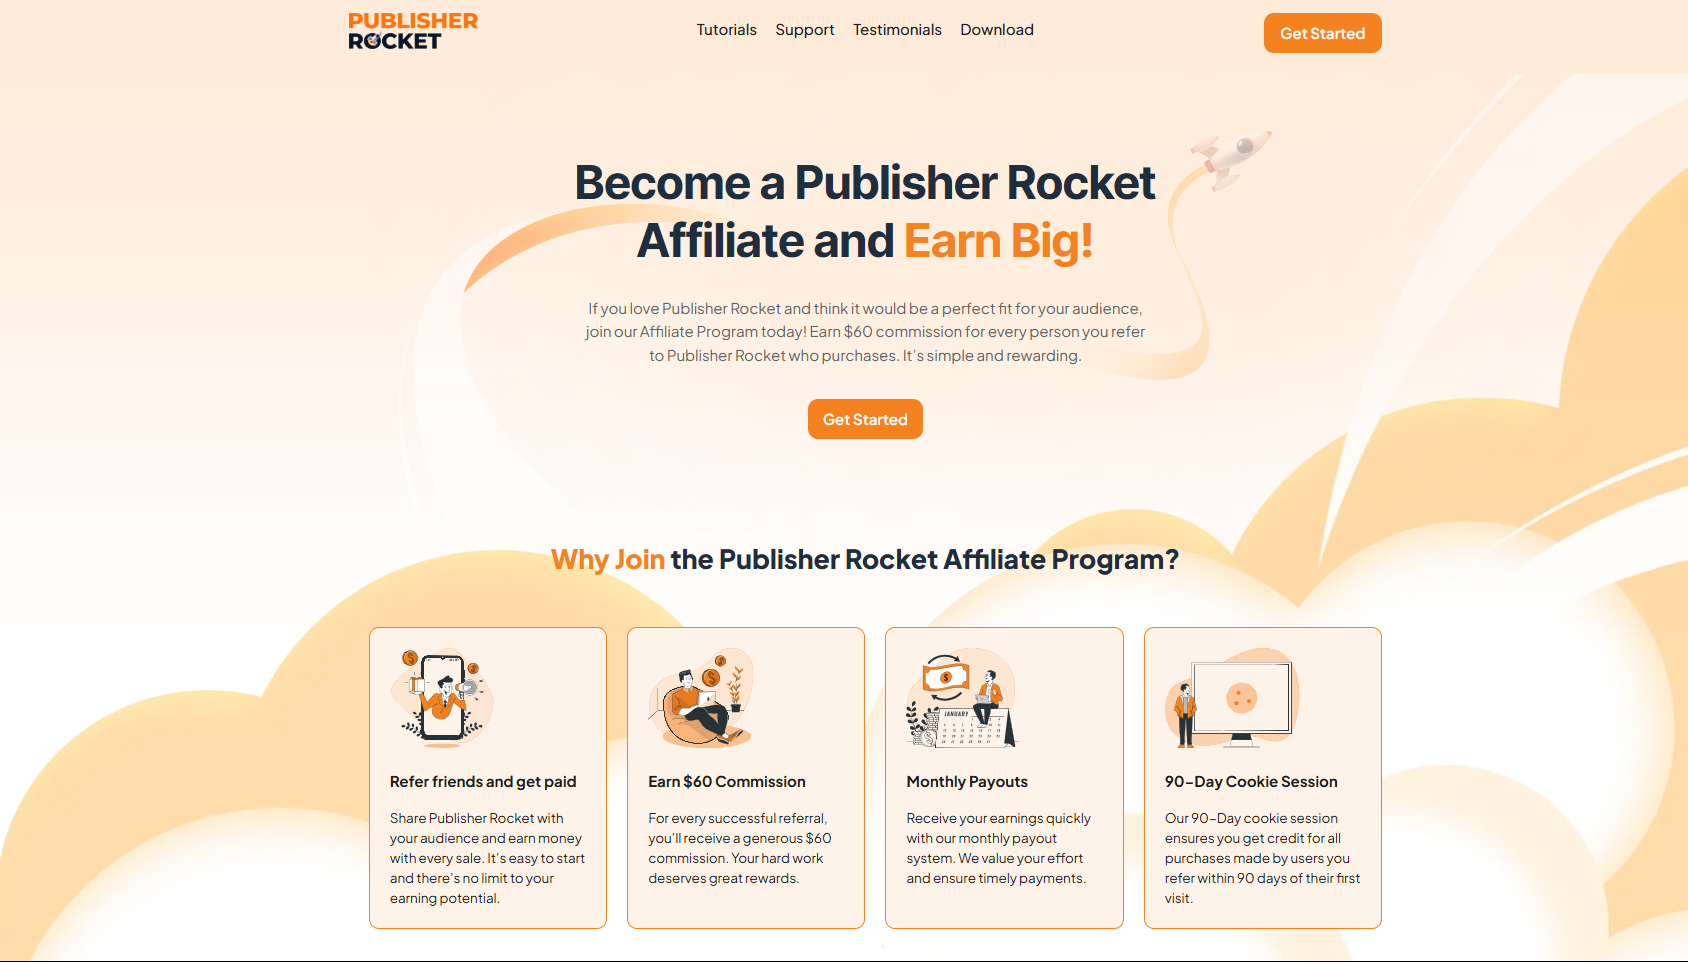 PUBLISHER
ROCKET
Tutorials Support Testimonials Download
Get Started
Become a Publisher Rocket
Affiliate and Earn Big!
If you love Publisher Rocket and think it would be a perfect fit for your audience,
join our Affiliate Program today! Earn $60 commission for every person you refer
to Publisher Rocket who purchases. It's simple and rewarding.
Get Started
Why Join the Publisher Rocket Affiliate Program?
Refer friends and get paid
Share Publisher Rocket with
your audience and earn money
with every sale. It's easy to start
and there's no limit to your
earning potential.
Earn $60 Commission
For every successful referral,
you'll receive a generous $60
commission. Your hard work
deserves great rewards.
JANUARY
Monthly Payouts
Receive your earnings quickly
with our monthly payout
system. We value your effort
and ensure timely payments.
90-Day Cookie Session
Our 90-Day cookie session
ensures you get credit for all
purchases made by users you
refer within 90 days of their first
visit.